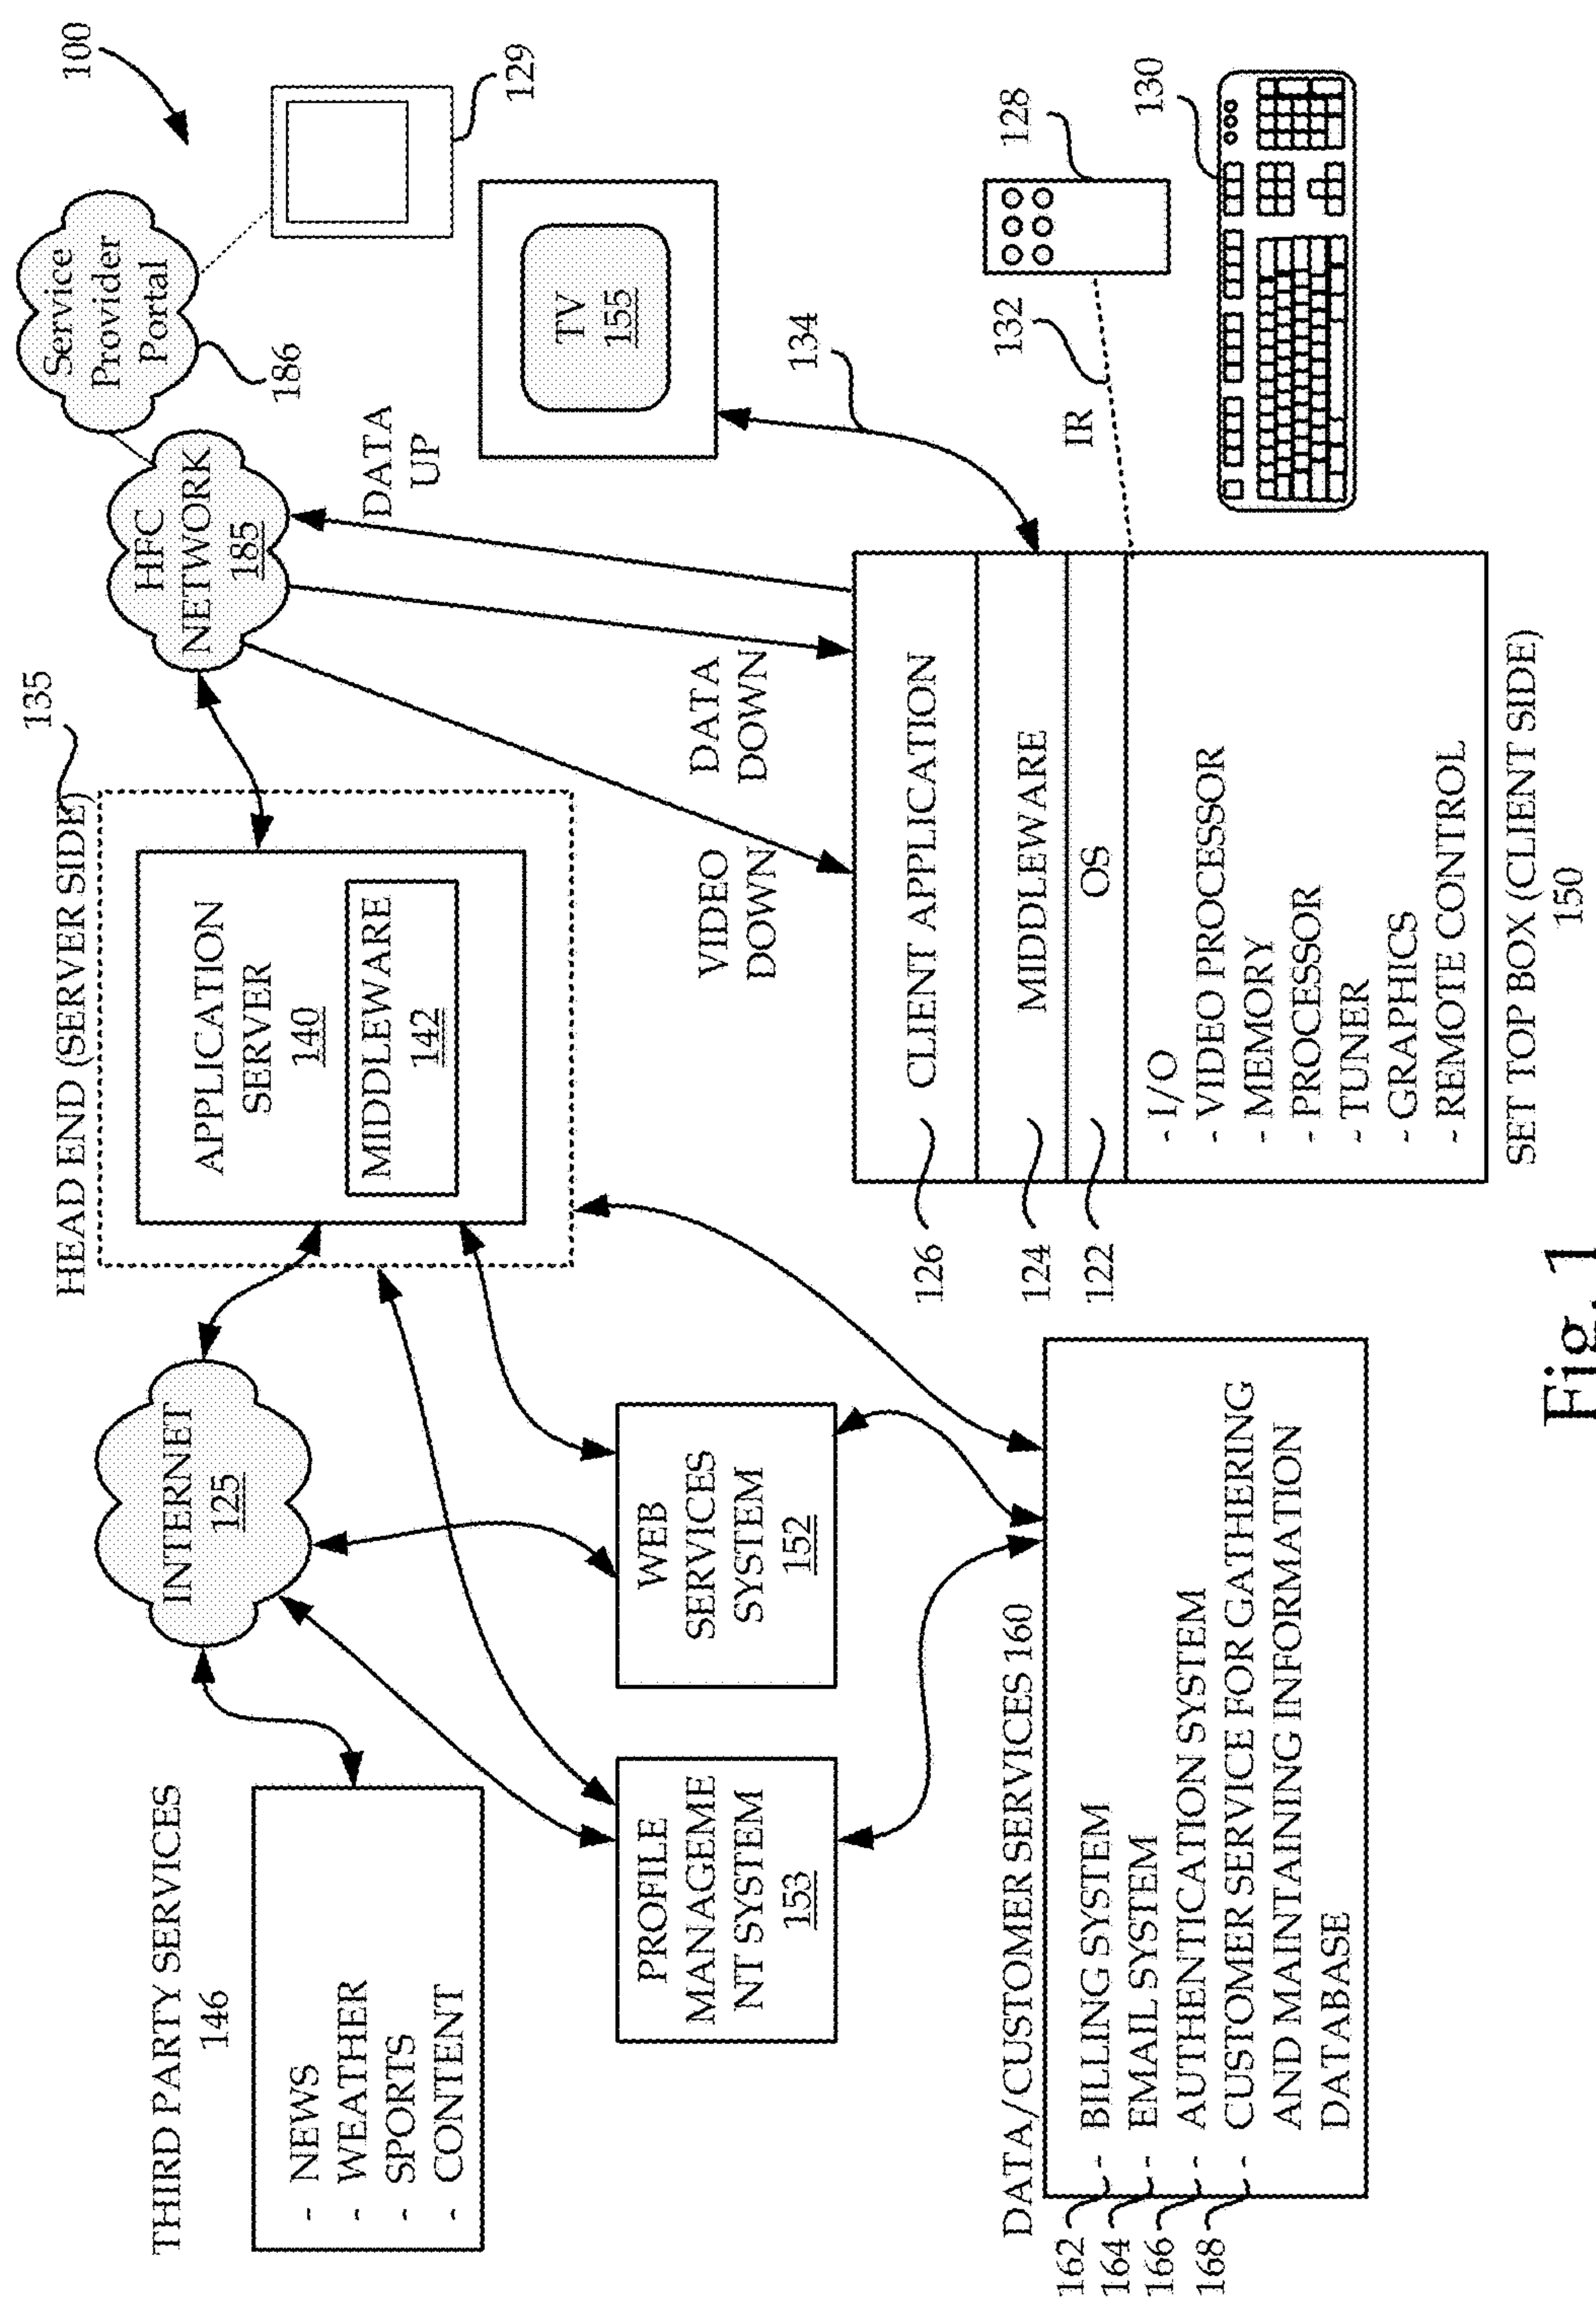 THIRD PARTY SERVICES
146
- NEWS
- WEATHER
- SPORTS
- CONTENT
INTERNET
125
HEAD END (SERVER SIDE)
135
APPLICATION
SERVER
140
MIDDLEWARE
142
HFC
NETWORK
185
Service
Provider
Portal
186
100
129
PROFILE
MANAGEME
NT SYSTEM
153
WEB
SERVICES
SYSTEM
152
VIDEO
DOWN
DATA
DOWN
DATA
UP
TV
155
134
DATA/CUSTOMER SERVICES 160
162
- BILLING SYSTEM
164
- EMAIL SYSTEM
166
- AUTHENTICATION SYSTEM
168
- CUSTOMER SERVICE FOR GATHERING
AND MAINTAINING INFORMATION
DATABASE
126
CLIENT APPLICATION
124
MIDDLEWARE
122
OS
- I/O
- VIDEO PROCESSOR
- MEMORY
- PROCESSOR
- TUNER
- GRAPHICS
- REMOTE CONTROL
SET TOP BOX (CLIENT SIDE)
150
IR
132
128
130
Fig. 1